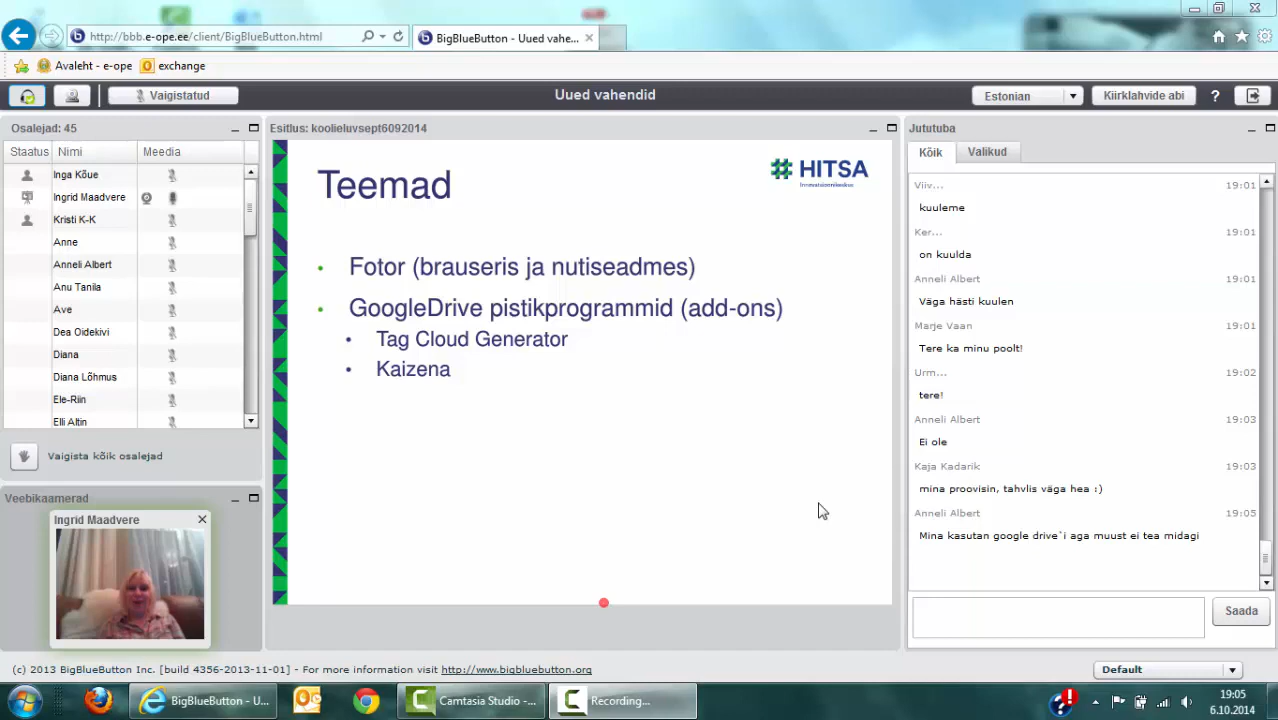 http://bbb.e-ope.ee/client/BigBlueButton.html
BigBlueButton - Uued vahe...
Avaleht - e-ope
exchange
Vaigistatud
Uued vahendid
Estonian
Kiirklahvide abi
?
Osalejad: 45
Staatus
Nimi
Meedia
Inga Kõue
Ingrid Maadvere
Kristi K-K
Anne
Anneli Albert
Anu Tanila
Ave
Dea Oidekivi
Diana
Diana Lõhmus
Ele-Riin
Elli Altin
Vaigista kõik osalejad
Veebikaamerad
Ingrid Maadvere
Esitlus: koolieluvsept6092014
Teemad
HITSA
Innovatsioonikeskus
• Fotor (brauseris ja nutiseadmes)
• GoogleDrive pistikprogrammid (add-ons)
• Tag Cloud Generator
• Kaizena
Jututuba
Kõik
Valikud
Viiv... 19:01
kuuleme
Ker... 19:01
on kuulda
Anneli Albert 19:01
Väga hästi kuulen
Marje Vaan 19:01
Tere ka minu poolt!
Urm... 19:02
tere!
Anneli Albert 19:03
Ei ole
Kaja Kadarik 19:03
mina proovisin, tahvlis väga hea :)
Anneli Albert 19:05
Mina kasutan google drive`i aga muust ei tea midagi
Saada
(c) 2013 BigBlueButton Inc. [build 4356-2013-11-01] - For more information visit http://www.bigbluebutton.org
Default
BigBlueButton - U...
Camtasia Studio -...
Recording...
19:05
6.10.2014